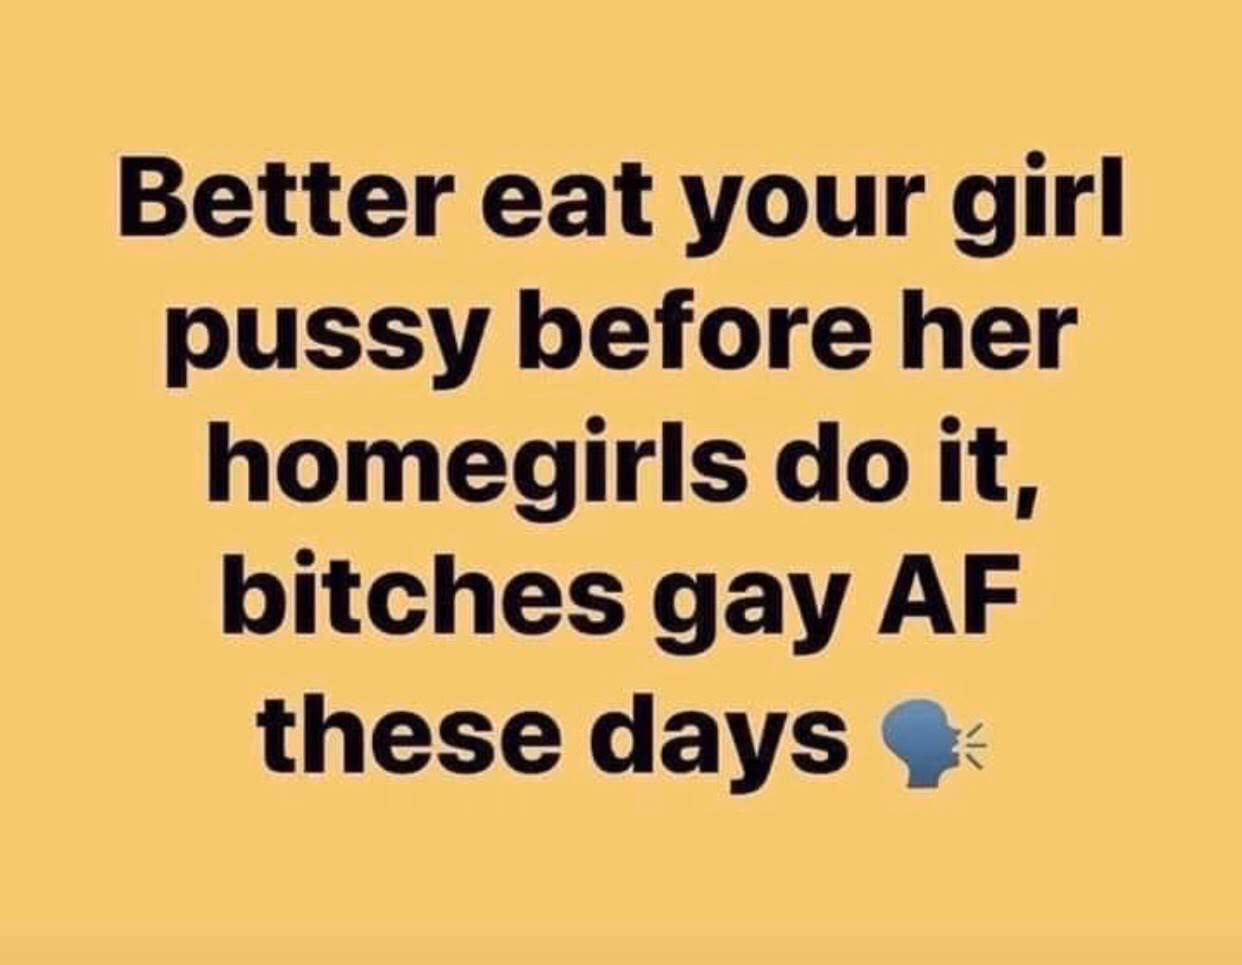 Better eat your girl
pussy before her
homegirls do it,
bitches gay AF
these days 🗣